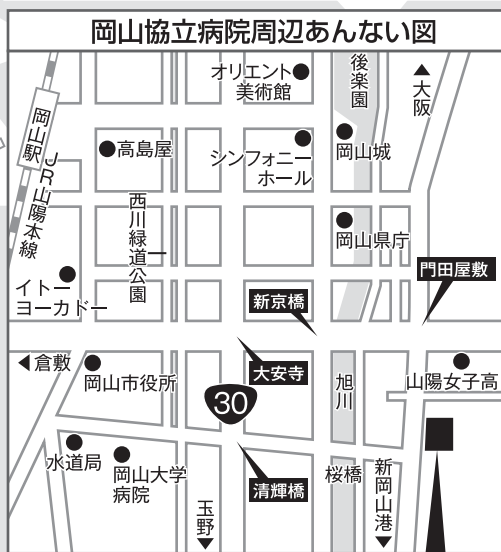 岡山協立病院周辺あんない図
オリエント
美術館
後楽園
大阪
岡山駅
高島屋
シンフォニー
ホール
岡山城
JR山陽本線
西川緑道公園
岡山県庁
イトー
ヨーカドー
門田屋敷
新京橋
倉敷
岡山市役所
大安寺
30
旭川
山陽女子高
水道局
岡山大学
病院
清輝橋
桜橋
玉野
新岡山港